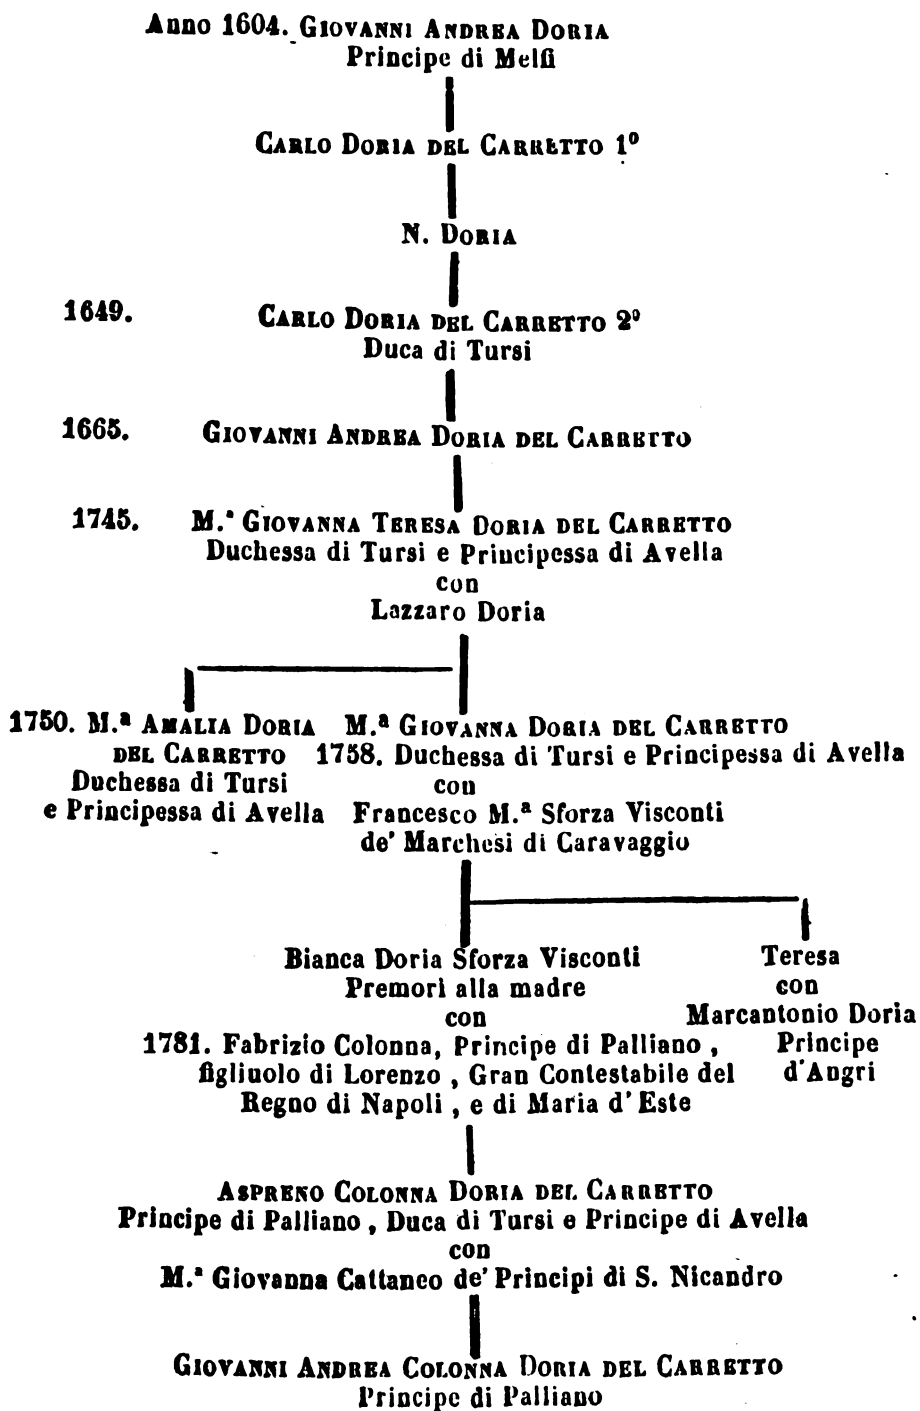 Anno 1604. GIOVANNI ANDREA DORIA
Principe di Melfi
CARLO DORIA DEL CARRETTO 1º
N. DORIA
1649. CARLO DORIA DEL CARRETTO 2º
Duca di Tursi
1665. GIOVANNI ANDREA DORIA DEL CARRETTO
1745. M.ª GIOVANNA TERESA DORIA DEL CARRETTO
Duchessa di Tursi e Principessa di Avella
con
Lazzaro Doria
1750. M.ª AMALIA DORIA
DEL CARRETTO
Duchessa di Tursi
e Principessa di Avella
M.ª GIOVANNA DORIA DEL CARRETTO
1758. Duchessa di Tursi e Principessa di Avella
con
Francesco M.ª Sforza Visconti
de' Marchesi di Caravaggio
Bianca Doria Sforza Visconti
Premorì alla madre
con
1781. Fabrizio Colonna, Principe di Palliano,
figliuolo di Lorenzo, Gran Contestabile del
Regno di Napoli, e di Maria d'Este
Teresa
con
Marcantonio Doria
Principe
d'Angri
ASPRENO COLONNA DORIA DEL CARRETTO
Principe di Palliano, Duca di Tursi e Principe di Avella
con
M.ª Giovanna Cattaneo de' Principi di S. Nicandro
GIOVANNI ANDREA COLONNA DORIA DEL CARRETTO
Principe di Palliano